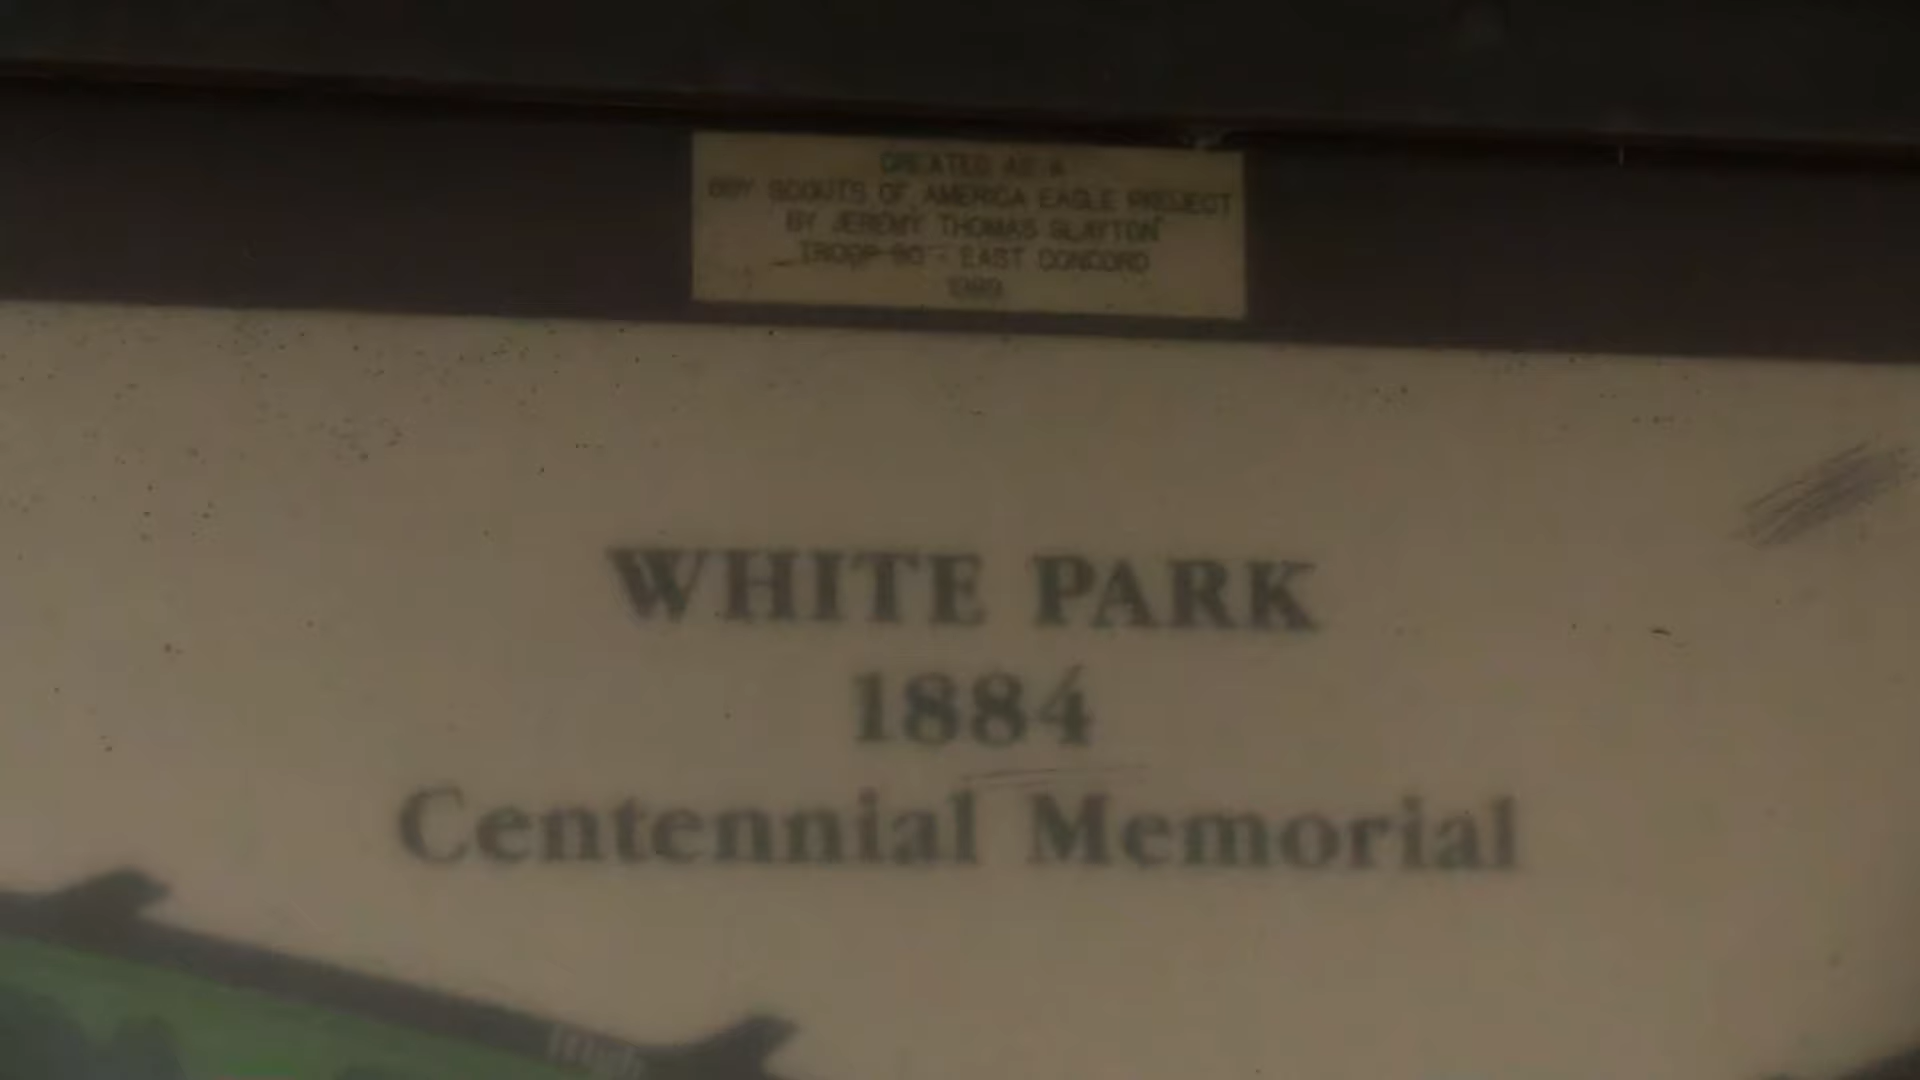 CREATED AS A
BOY SCOUTS OF AMERICA EAGLE PROJECT
BY JEREMY THOMAS SLAYTON
TROOP - EAST CONCORD
1989
WHITE PARK
1884
Centennial Memorial